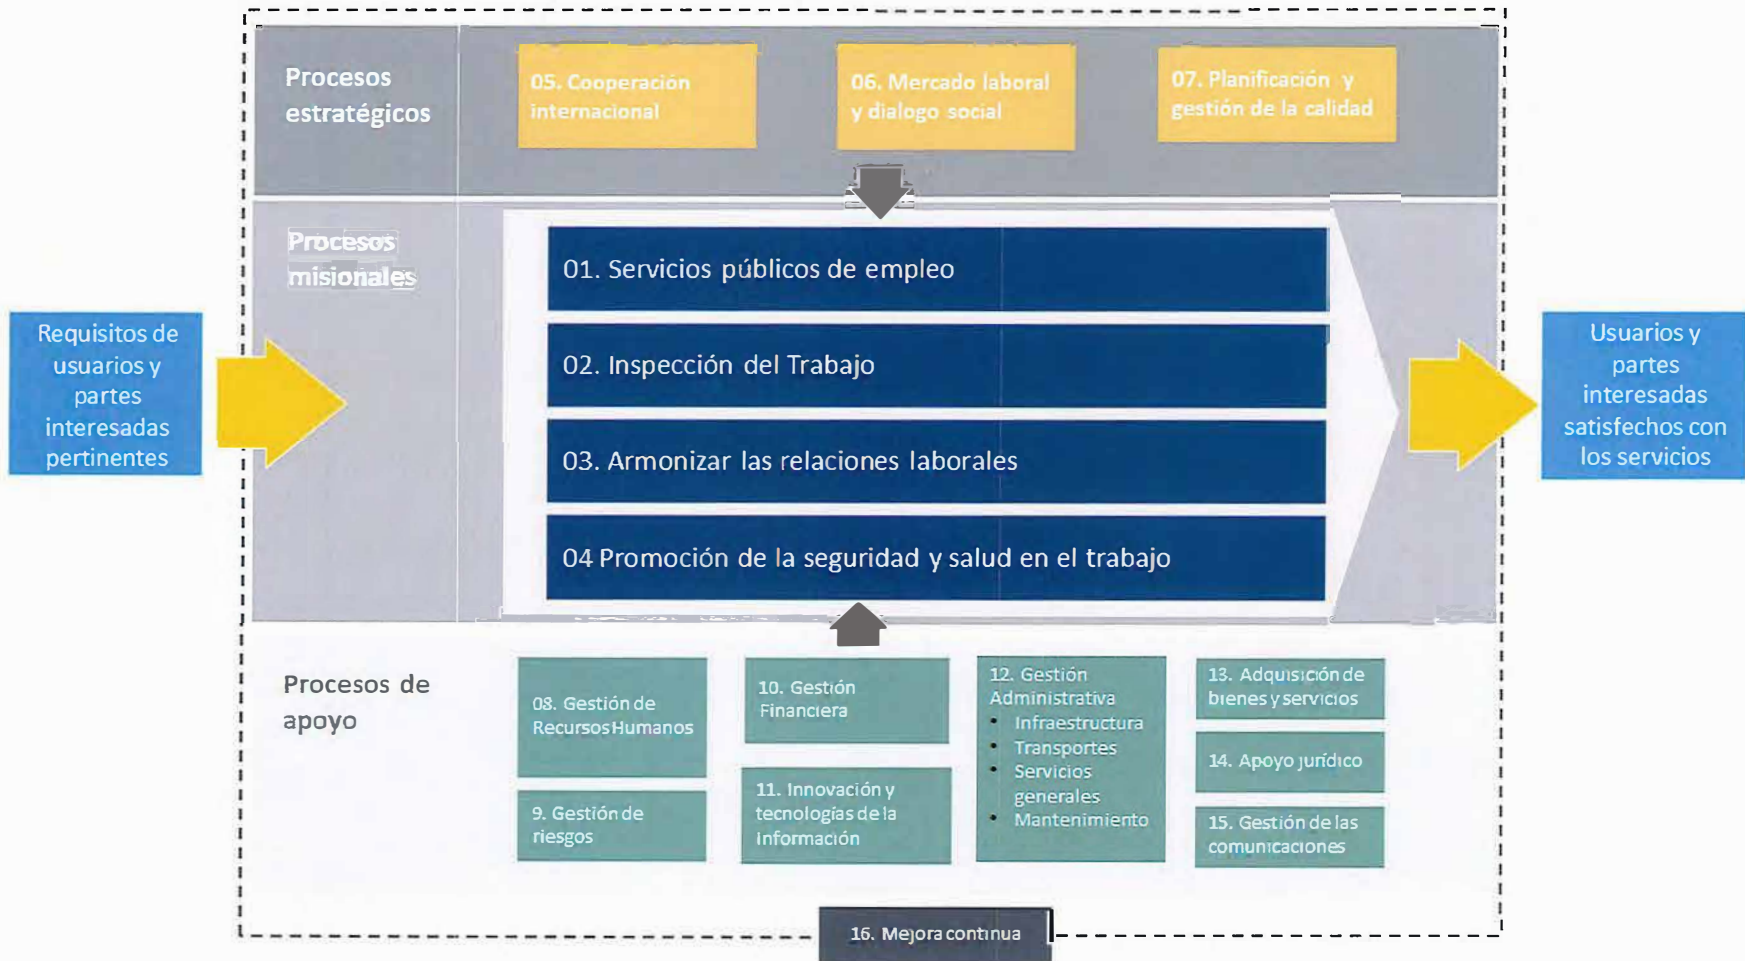 Procesos
estratégicos
05. Cooperación
internacional
06. Mercado laboral
y dialogo social
07. Planificación y
gestión de la calidad
Procesos
misionales
01. Servicios públicos de empleo
02. Inspección del Trabajo
03. Armonizar las relaciones laborales
04 Promoción de la seguridad y salud en el trabajo
Requisitos de
usuarios y
partes
interesadas
pertinentes
Usuarios y
partes
interesadas
satisfechos con
los servicios
Procesos de
apoyo
08. Gestión de
Recursos Humanos
9. Gestión de
riesgos
10. Gestión
Financiera
11. Innovación y
tecnologías de la
Información
12. Gestión
Administrativa
• Infraestructura
• Transportes
• Servicios
generales
• Mantenimiento
13. Adquisición de
bienes y servicios
14. Apoyo jurídico
15. Gestión de las
comunicaciones
16. Mejora continua